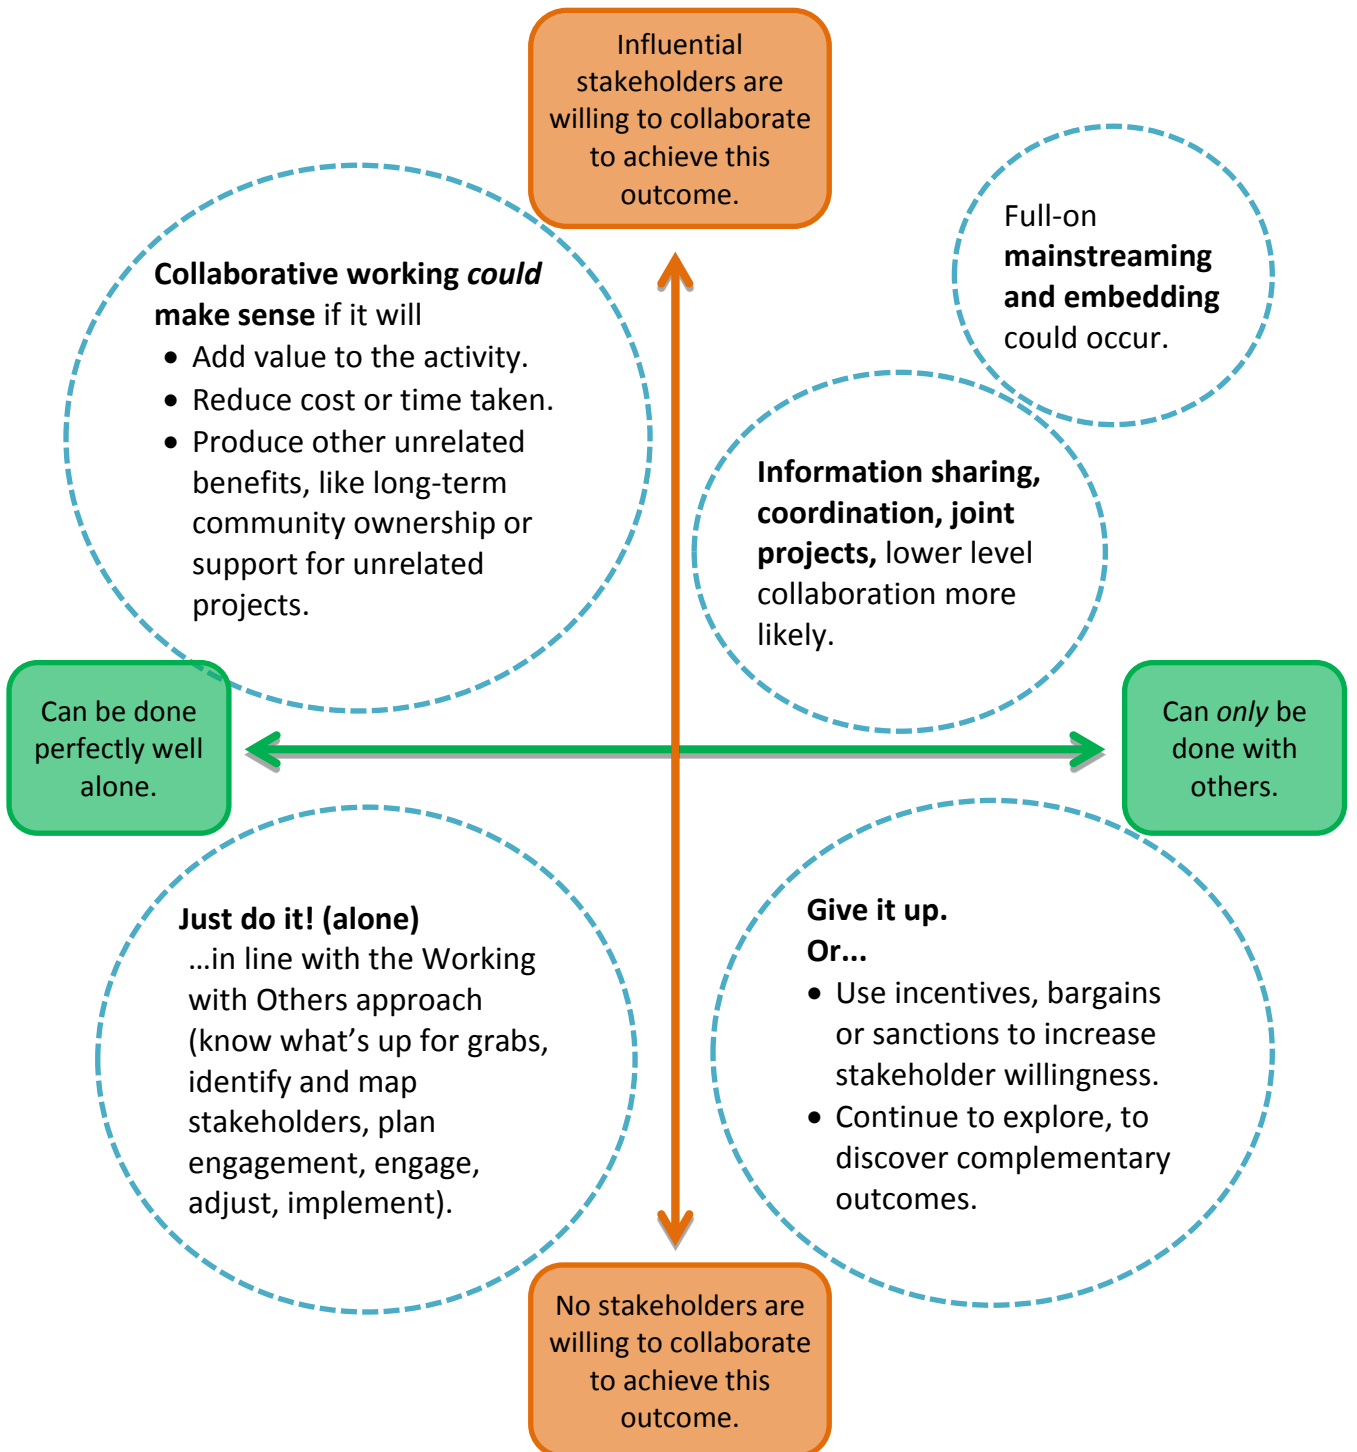 Influential
stakeholders are
willing to collaborate
to achieve this
outcome.
Full-on
mainstreaming
and embedding
could occur.
Collaborative working could
make sense if it will
• Add value to the activity.
• Reduce cost or time taken.
• Produce other unrelated
benefits, like long-term
community ownership or
support for unrelated
projects.
Information sharing,
coordination, joint
projects, lower level
collaboration more
likely.
Can be done
perfectly well
alone.
Can only be
done with
others.
Just do it! (alone)
…in line with the Working
with Others approach
(know what’s up for grabs,
identify and map
stakeholders, plan
engagement, engage,
adjust, implement).
Give it up.
Or...
• Use incentives, bargains
or sanctions to increase
stakeholder willingness.
• Continue to explore, to
discover complementary
outcomes.
No stakeholders are
willing to collaborate
to achieve this
outcome.